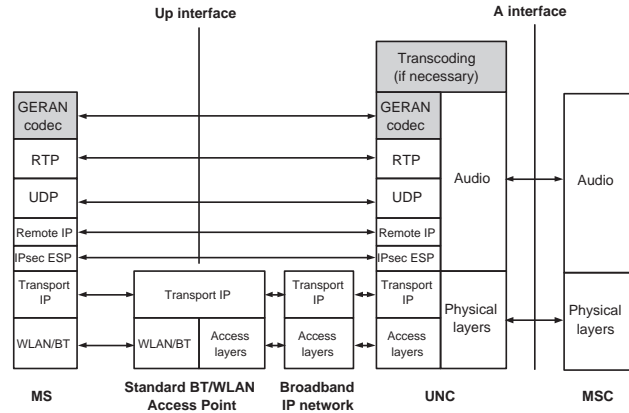 Up interface
A interface
Transcoding
(if necessary)
GERAN
codec
GERAN
codec
RTP
RTP
UDP
UDP
Audio
Audio
Remote IP
Remote IP
IPsec ESP
IPsec ESP
Transport
IP
Transport IP
Transport
IP
Transport
IP
Physical
layers
Physical
layers
WLAN/BT
WLAN/BT
Access
layers
Access
layers
Access
layers
MS
Standard BT/WLAN
Access Point
Broadband
IP network
UNC
MSC